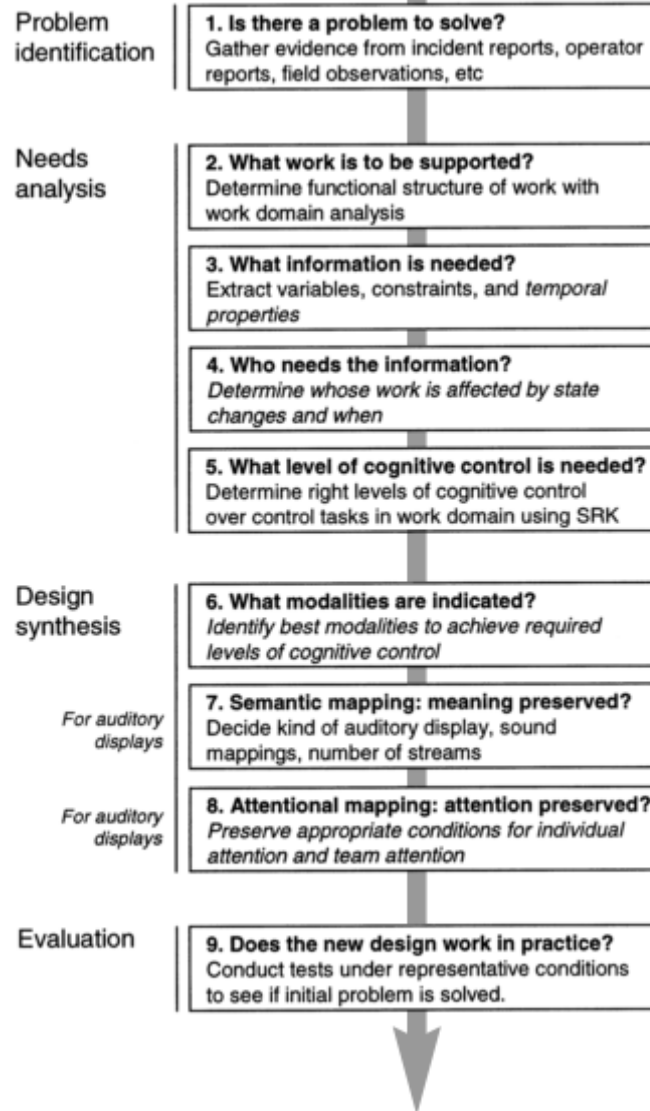 Problem
identification
1. Is there a problem to solve?
Gather evidence from incident reports, operator
reports, field observations, etc
Needs
analysis
2. What work is to be supported?
Determine functional structure of work with
work domain analysis
3. What information is needed?
Extract variables, constraints, and temporal
properties
4. Who needs the information?
Determine whose work is affected by state
changes and when
5. What level of cognitive control is needed?
Determine right levels of cognitive control
over control tasks in work domain using SRK
Design
synthesis
6. What modalities are indicated?
Identify best modalities to achieve required
levels of cognitive control
For auditory
displays
7. Semantic mapping: meaning preserved?
Decide kind of auditory display, sound
mappings, number of streams
For auditory
displays
8. Attentional mapping: attention preserved?
Preserve appropriate conditions for individual
attention and team attention
Evaluation
9. Does the new design work in practice?
Conduct tests under representative conditions
to see if initial problem is solved.